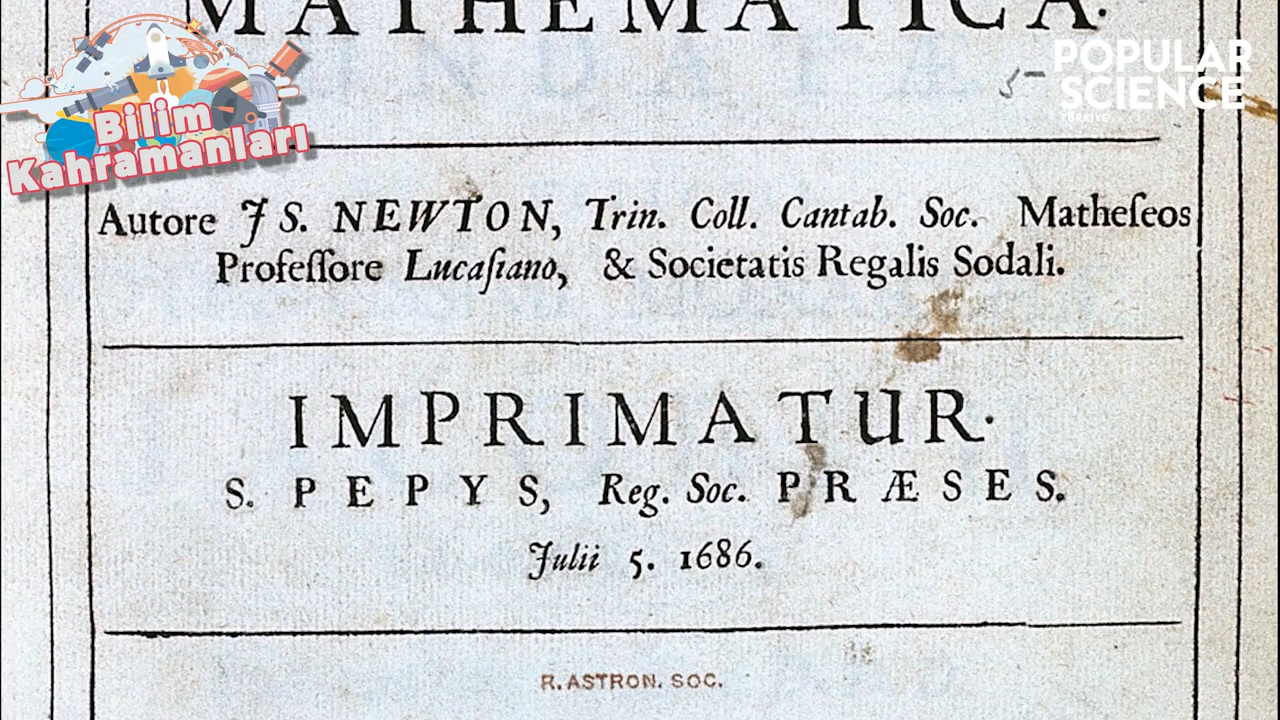 MATHEMATICA.
Bilim
Kahramanları
POPULAR
SCIENCE
TÜRKİYE
Autore J S. NEWTON, Trin. Coll. Cantab. Soc. Matheſeos
Profeſſore Lucaſiano, & Societatis Regalis Sodali.
IMPRIMATUR.
S. PEPYS, Reg. Soc. PRÆSES.
Julii 5. 1686.
R. ASTRON. SOC.